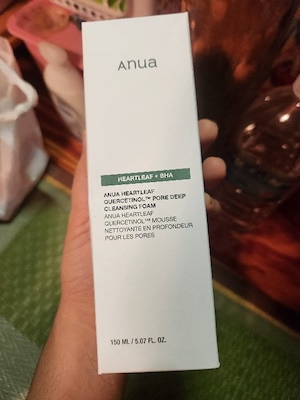 Anua
HEARTLEAF + BHA
ANUA HEARTLEAF
QUERCETINOL™ PORE DEEP
CLEANSING FOAM
ANUA HEARTLEAF
QUERCETINOL™ MOUSSE
NETTOYANTE EN PROFONDEUR
POUR LES PORES
150 ML / 5.07 FL. OZ.